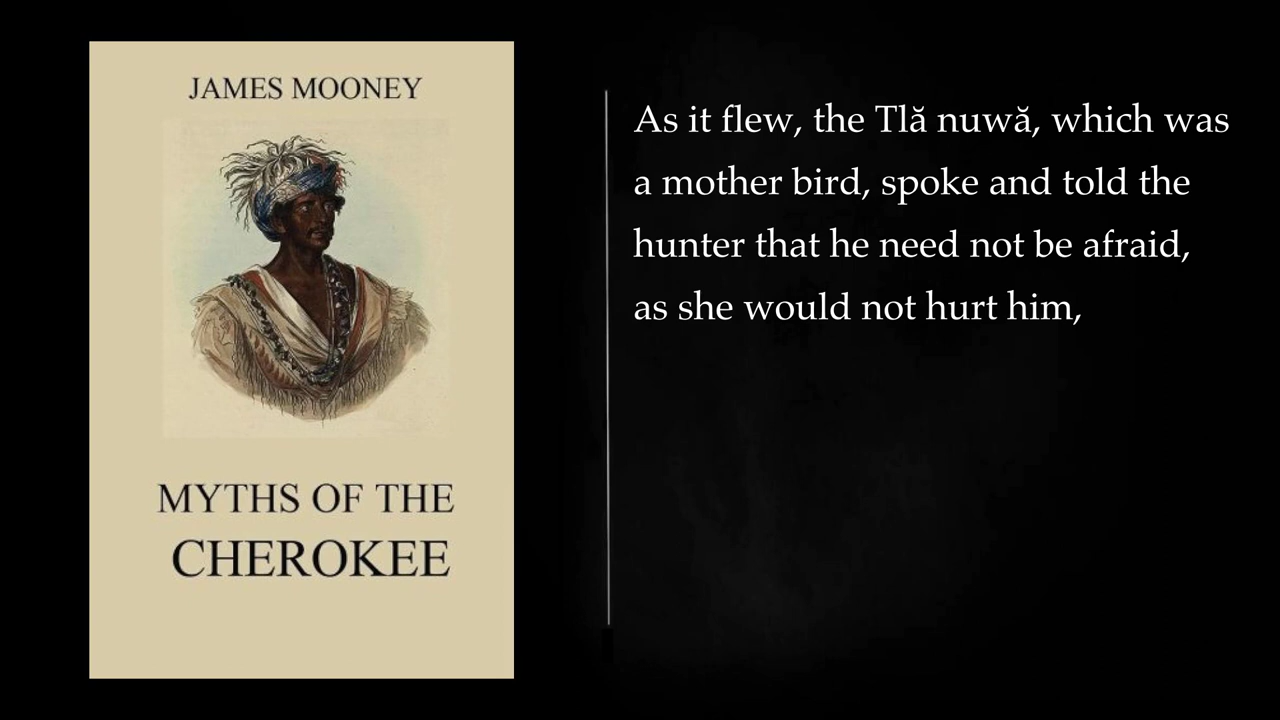 JAMES MOONEY
MYTHS OF THE
CHEROKEE
As it flew, the Tlă nuwă, which was
a mother bird, spoke and told the
hunter that he need not be afraid,
as she would not hurt him,